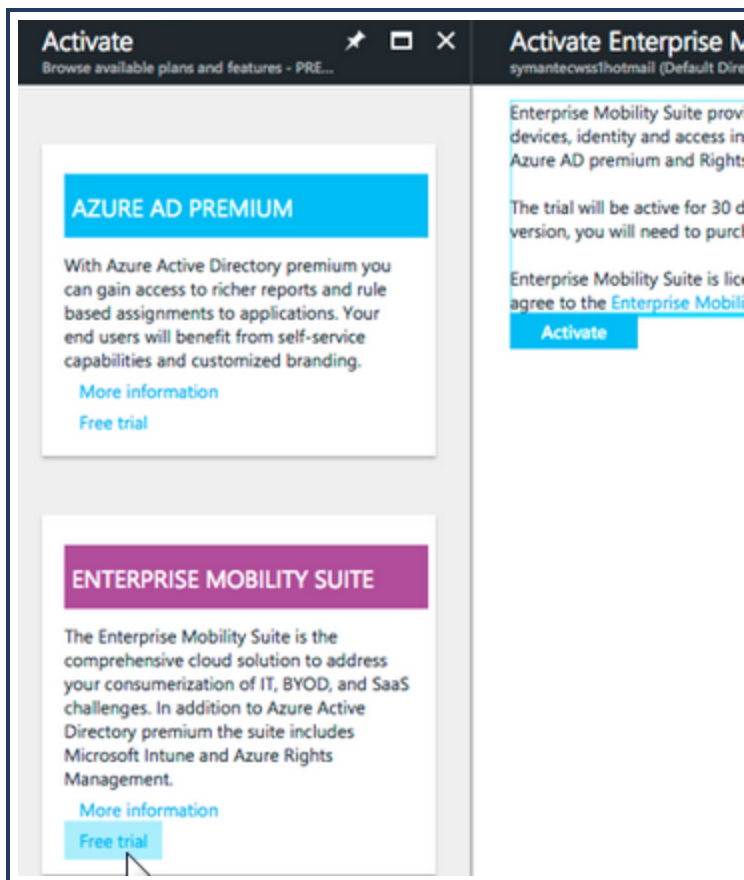 Activate
Browse available plans and features - PRE...
AZURE AD PREMIUM
With Azure Active Directory premium you
can gain access to richer reports and rule
based assignments to applications. Your
end users will benefit from self-service
capabilities and customized branding.
More information
Free trial
ENTERPRISE MOBILITY SUITE
The Enterprise Mobility Suite is the
comprehensive cloud solution to address
your consumerization of IT, BYOD, and SaaS
challenges. In addition to Azure Active
Directory premium the suite includes
Microsoft Intune and Azure Rights
Management.
More information
Free trial
Activate Enterprise M
symantecwss1hotmail (Default Dire
Enterprise Mobility Suite provi
devices, identity and access in
Azure AD premium and Rights
The trial will be active for 30 d
version, you will need to purch
Enterprise Mobility Suite is lice
agree to the Enterprise Mobili
Activate